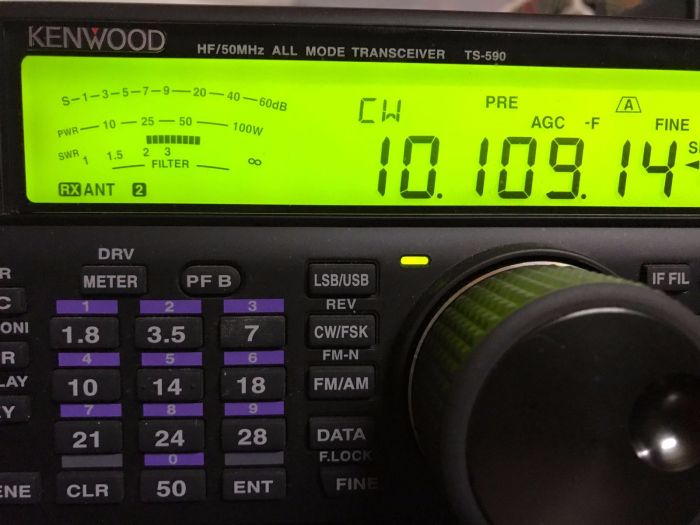 KENWOOD
HF/50MHz ALL MODE TRANSCEIVER TS-590
S-1-3-5-7-9-20-40-60dB
PWR-10-25-50-100W
SWR 1 1.5 2 3 ∞
FILTER
RX ANT 2
CW PRE A
AGC -F FINE
10.109.14
DRV
METER PF B LSB/USB IF FIL
REV
1 2 3
1.8 3.5 7 CW/FSK
FM-N
4 5 6
10 14 18 FM/AM
7 8 9
21 24 28 DATA
F.LOCK
0
CLR 50 ENT FINE